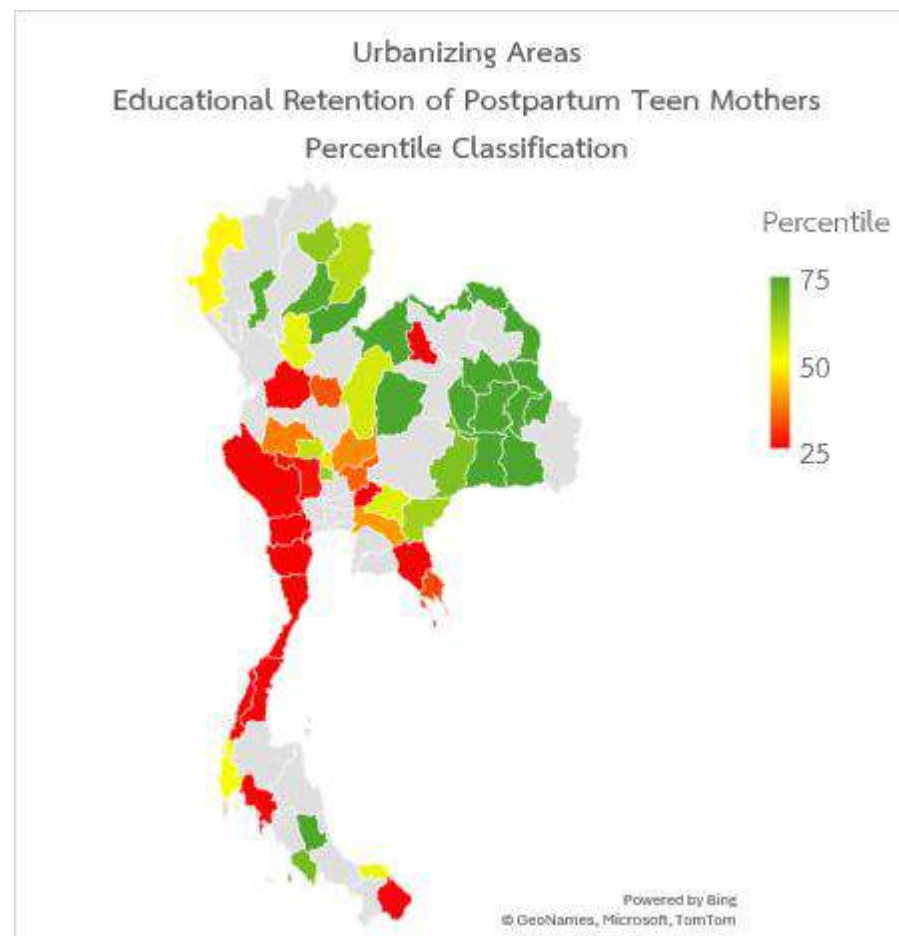 Urbanizing Areas
Educational Retention of Postpartum Teen Mothers
Percentile Classification
Percentile
75
50
25
Powered by Bing
© GeoNames, Microsoft, TomTom